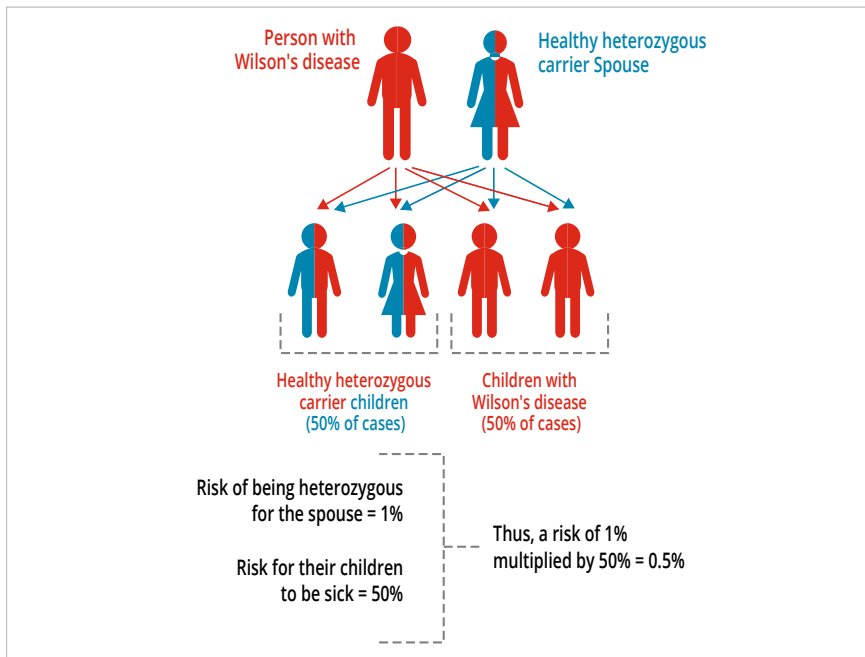 Person with
Wilson's disease
Healthy heterozygous
carrier Spouse
Healthy heterozygous
carrier children
(50% of cases)
Children with
Wilson's disease
(50% of cases)
Risk of being heterozygous
for the spouse = 1%
Risk for their children
to be sick = 50%
Thus, a risk of 1%
multiplied by 50% = 0.5%